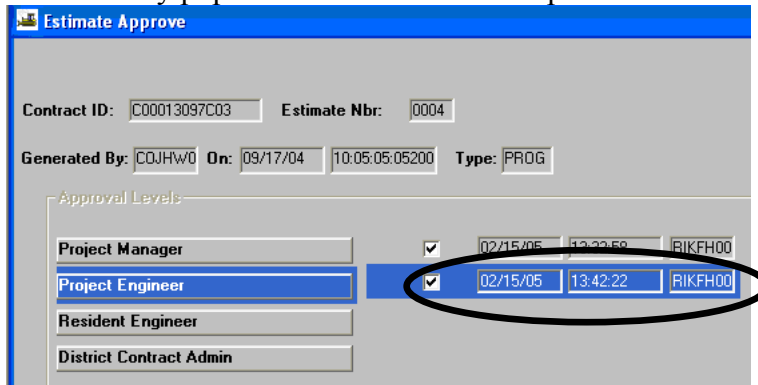 Estimate Approve
Contract ID: C00013097C03 Estimate Nbr: 0004
Generated By: COJHW0 On: 09/17/04 10:05:05:05200 Type: PROG
Approval Levels
Project Manager 02/15/05 RIKFH00
Project Engineer 02/15/05 13:42:22 RIKFH00
Resident Engineer
District Contract Admin